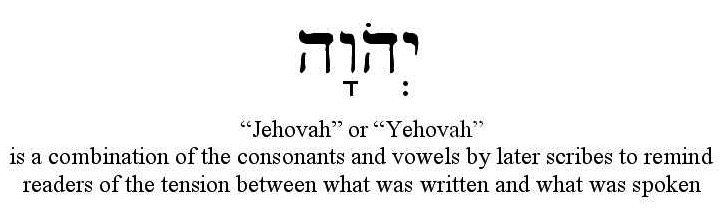 יְהֹוָה
“Jehovah” or “Yehovah”
is a combination of the consonants and vowels by later scribes to remind
readers of the tension between what was written and what was spoken